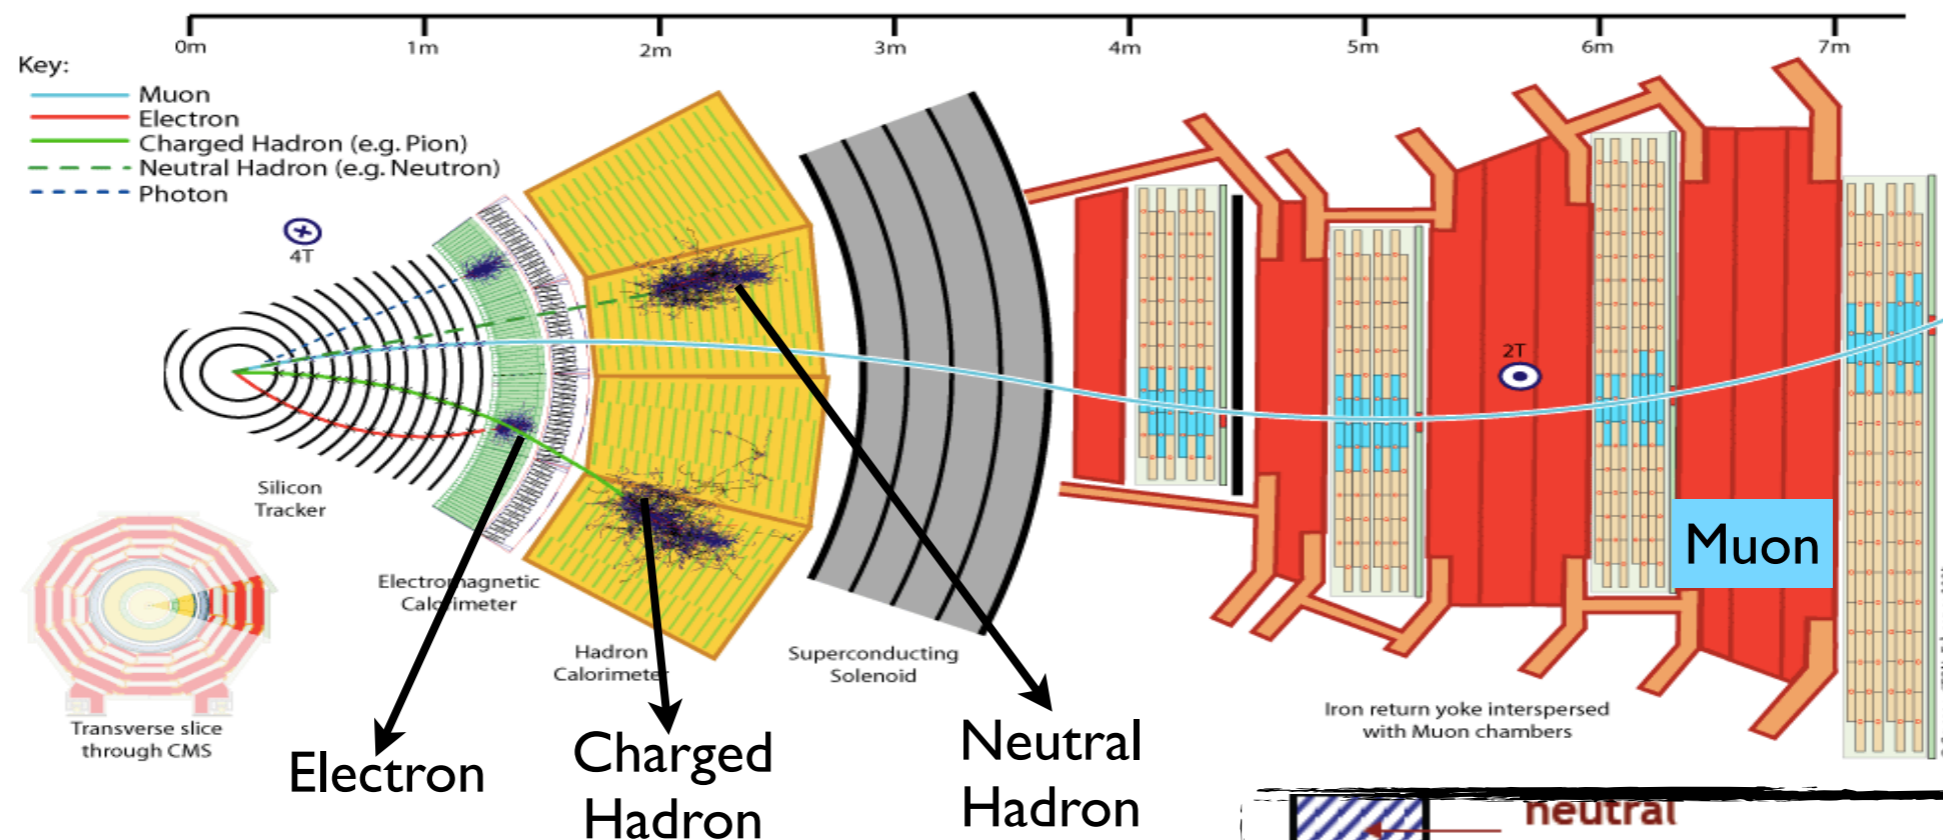 0m
1m
2m
3m
4m
5m
6m
7m
Key:
Muon
Electron
Charged Hadron (e.g. Pion)
Neutral Hadron (e.g. Neutron)
Photon
4T
2T
Silicon
Tracker
Muon
Electromagnetic
Calorimeter
Hadron
Calorimeter
Superconducting
Solenoid
Iron return yoke interspersed
with Muon chambers
Transverse slice
through CMS
Electron
Charged
Hadron
Neutral
Hadron
neutral